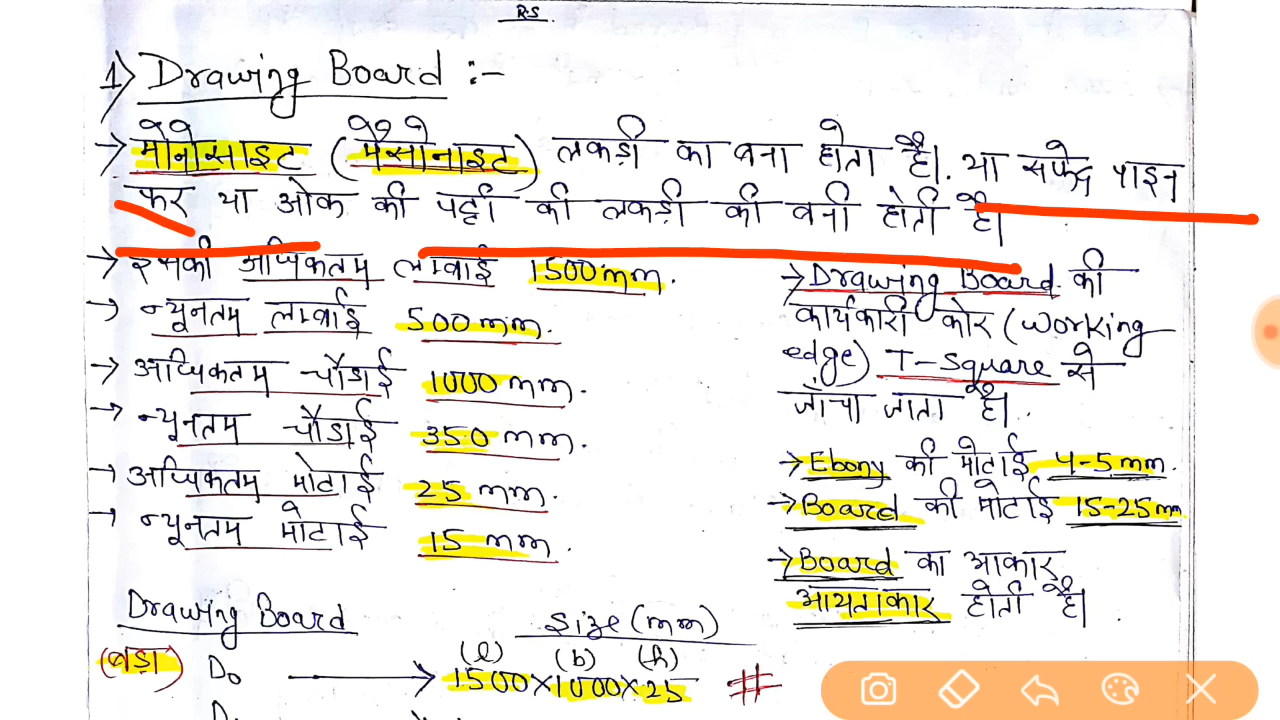 R.S
1) Drawing Board :-
→ मोनोसाइट (मेसोनाइट) लकड़ी का बना होता है। या सफेद पाइन
फर या ओक की पट्टी की लकड़ी की बनी होती है।
→ इसकी अधिकतम लम्बाई 1500mm.
→ न्यूनतम लम्बाई 500mm.
→ अधिकतम चौड़ाई 1000mm.
→ न्यूनतम चौड़ाई 350mm.
→ अधिकतम मोटाई 25mm.
→ न्यूनतम मोटाई 15mm.
→ Drawing Board की
कार्यकारी कोर (working
edge) T-Square से
जाँचा जाता है।
→ Ebony की मोटाई 4-5mm.
→ Board की मोटाई 15-25mm
→ Board का आकार
आयताकार होती है।
Drawing Board Size (mm)
(l) (b) (h)
(बड़ा) D₀ → 1500×1000×25 #